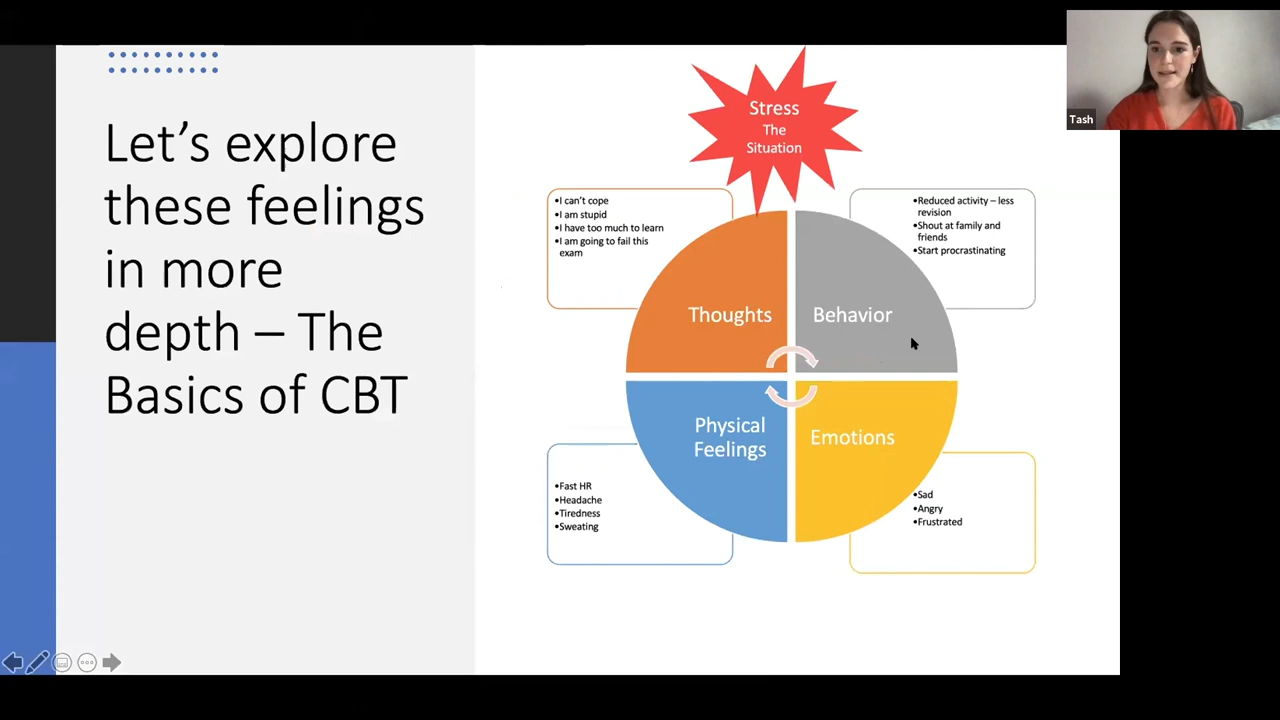 Let's explore
these feelings
in more
depth – The
Basics of CBT
Stress
The
Situation
•I can't cope
•I am stupid
•I have too much to learn
•I am going to fail this
exam
•Reduced activity – less
revision
•Shout at family and
friends
•Start procrastinating
Thoughts
Behavior
Physical
Feelings
Emotions
•Fast HR
•Headache
•Tiredness
•Sweating
•Sad
•Angry
•Frustrated
Tash